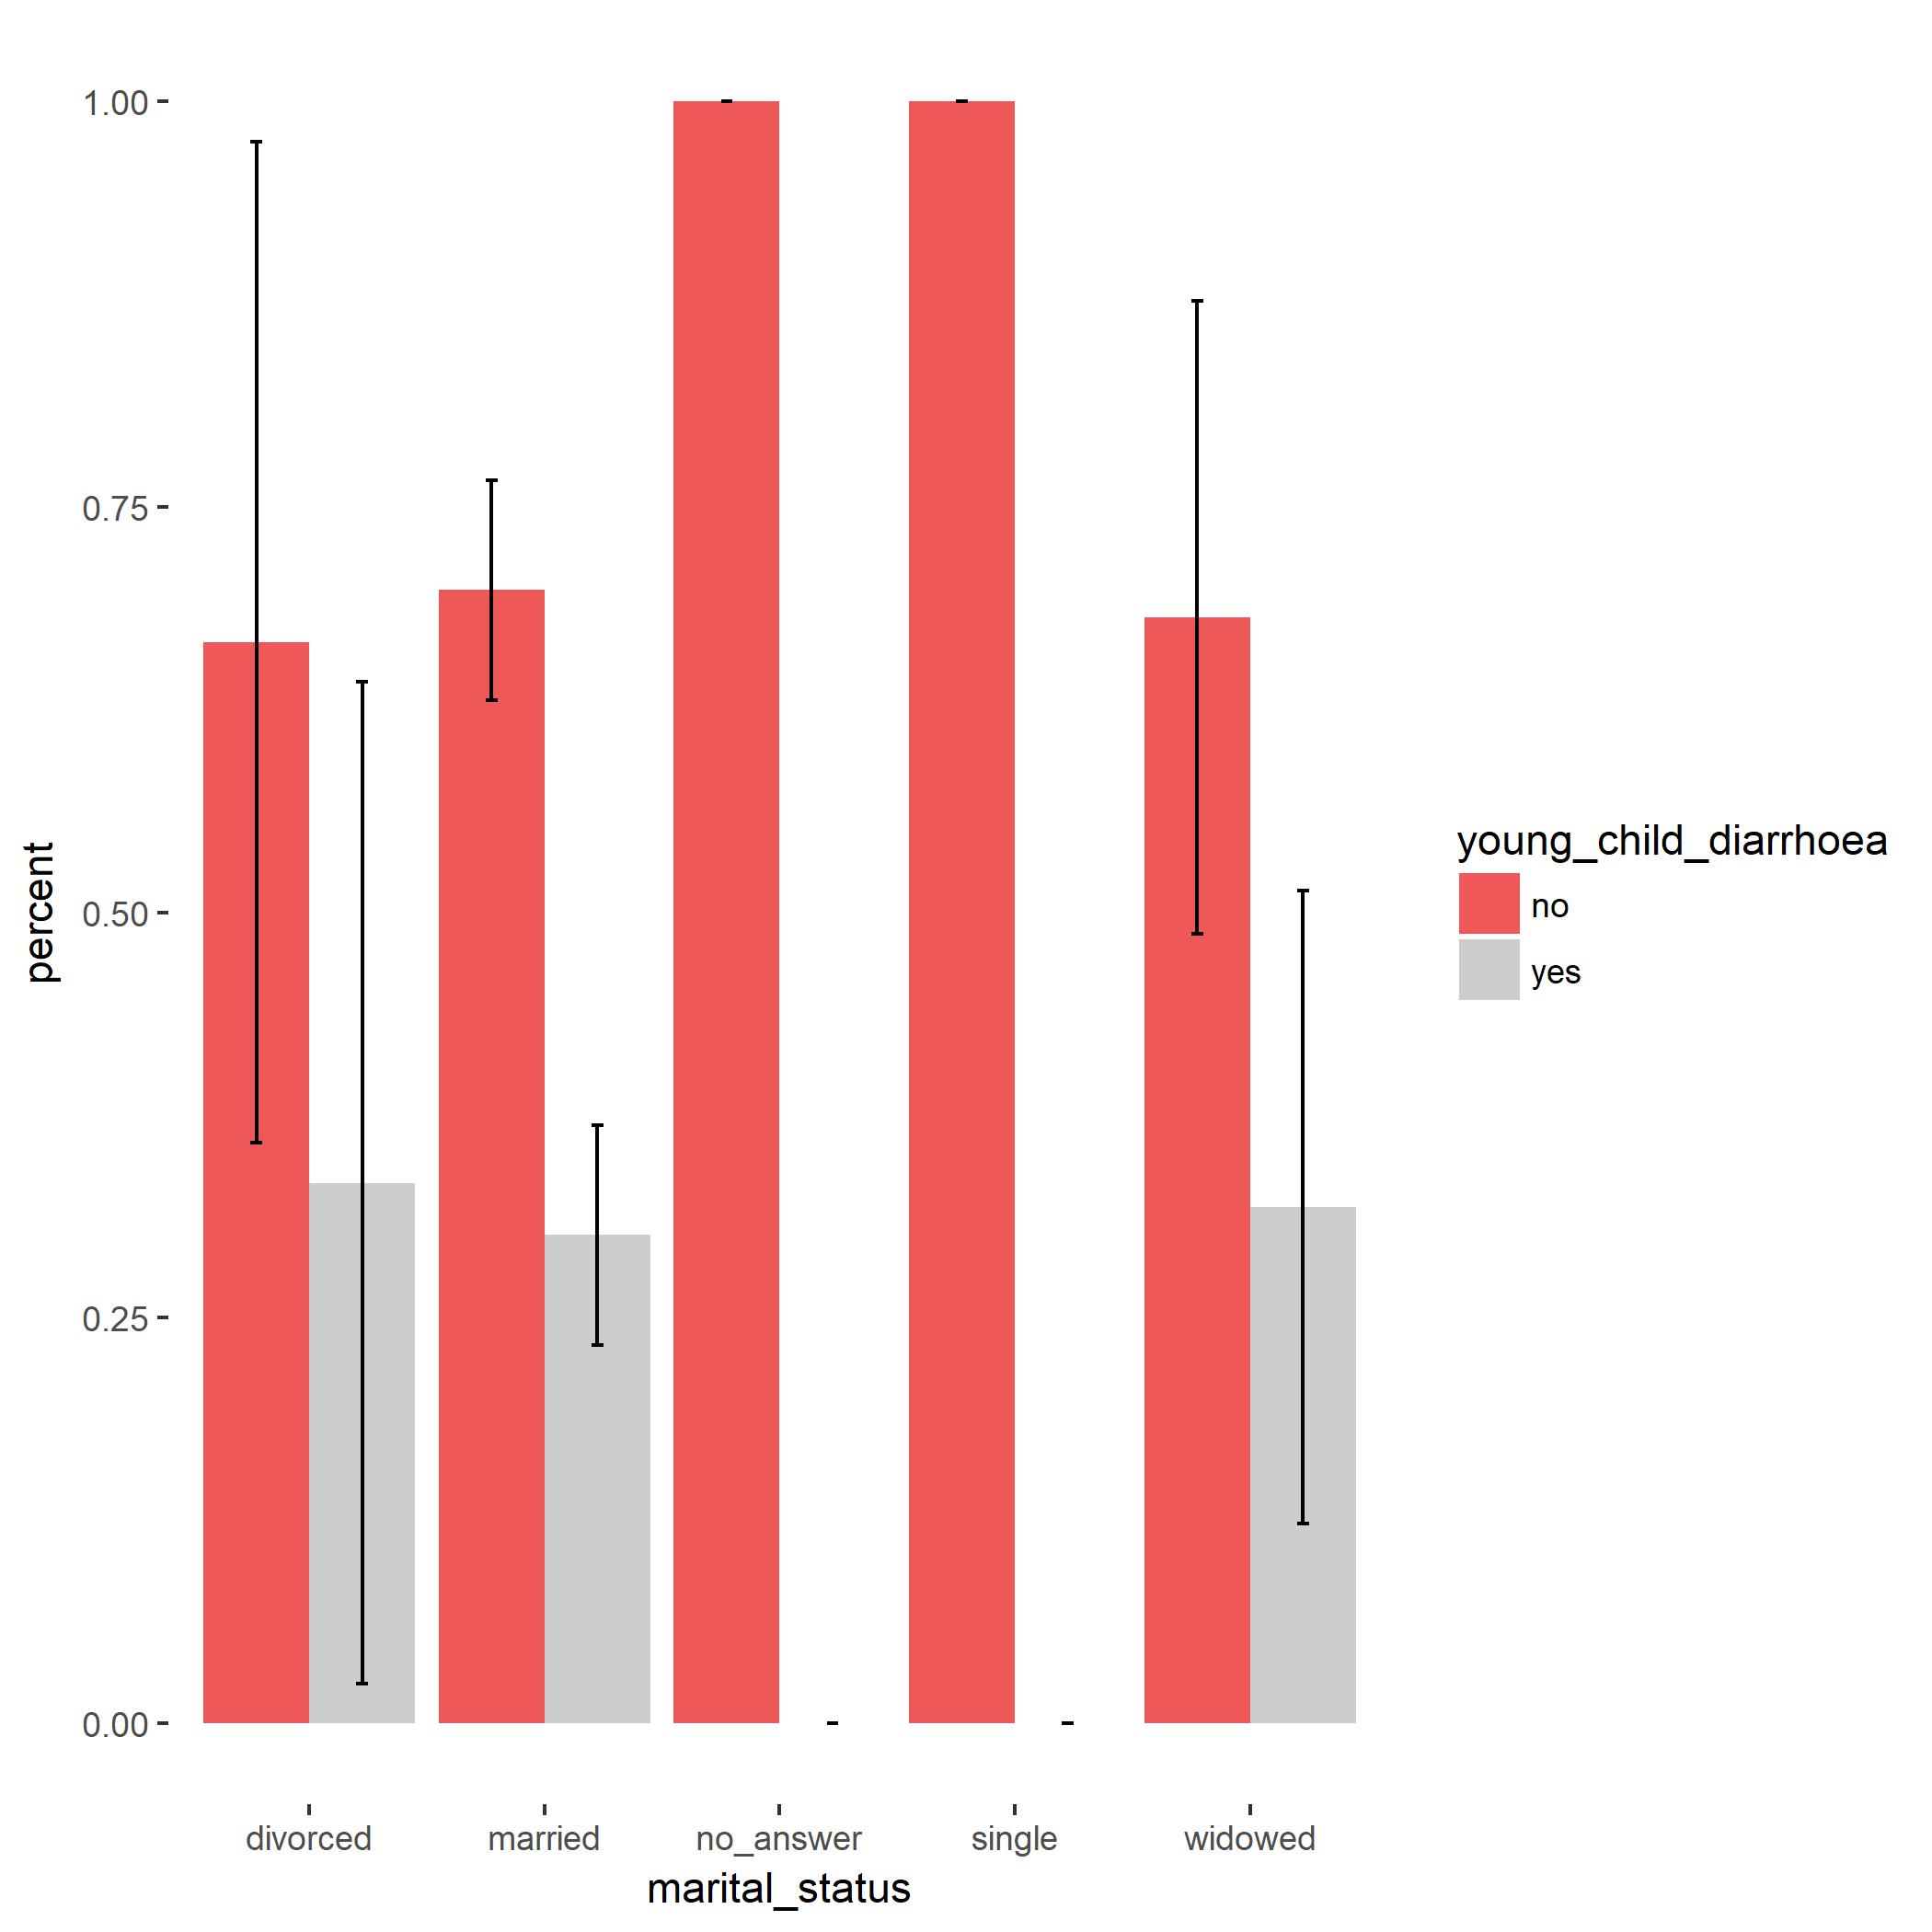 1.00
0.75
0.50
0.25
0.00
percent
divorced married no_answer single widowed
marital_status
young_child_diarrhoea
no
yes